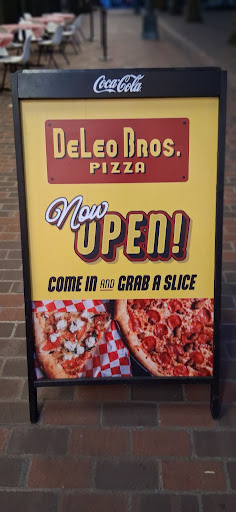 Coca-Cola
DELEO BROS.
PIZZA
Now
OPEN!
COME IN AND GRAB A SLICE